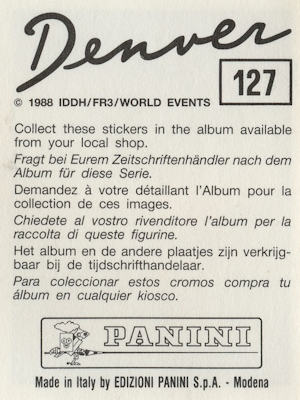 Denver
127
© 1988 IDDH/FR3/WORLD EVENTS
Collect these stickers in the album available
from your local shop.
Fragt bei Eurem Zeitschriftenhändler nach dem
Album für diese Serie.
Demandez à votre détaillant l'Album pour la
collection de ces images.
Chiedete al vostro rivenditore l'album per la
raccolta di queste figurine.
Het album en de andere plaatjes zijn verkrijg-
baar bij de tijdschrifthandelaar.
Para coleccionar estos cromos compra tu
álbum en cualquier kiosco.
PANINI
Made in Italy by EDIZIONI PANINI S.p.A. - Modena